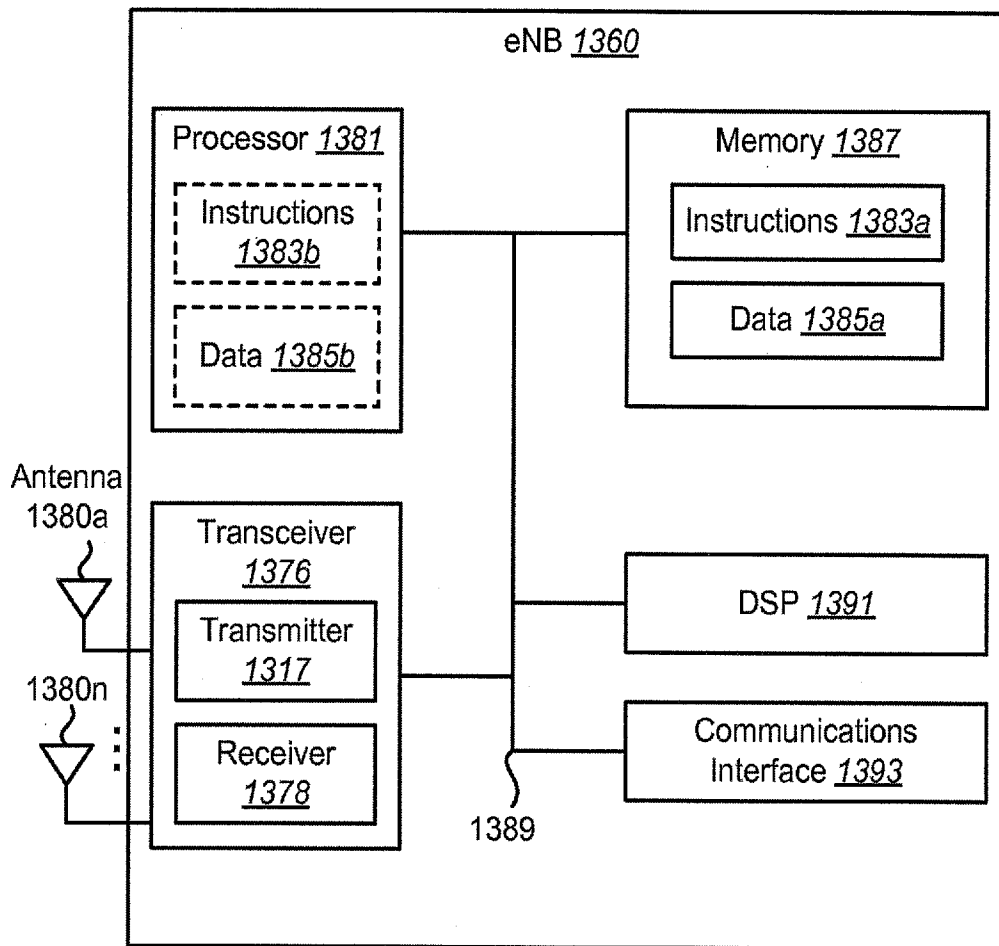 eNB 1360
Processor 1381
Instructions
1383b
Data 1385b
Memory 1387
Instructions 1383a
Data 1385a
Antenna
1380a
1380n
Transceiver
1376
Transmitter
1317
Receiver
1378
DSP 1391
Communications
Interface 1393
1389